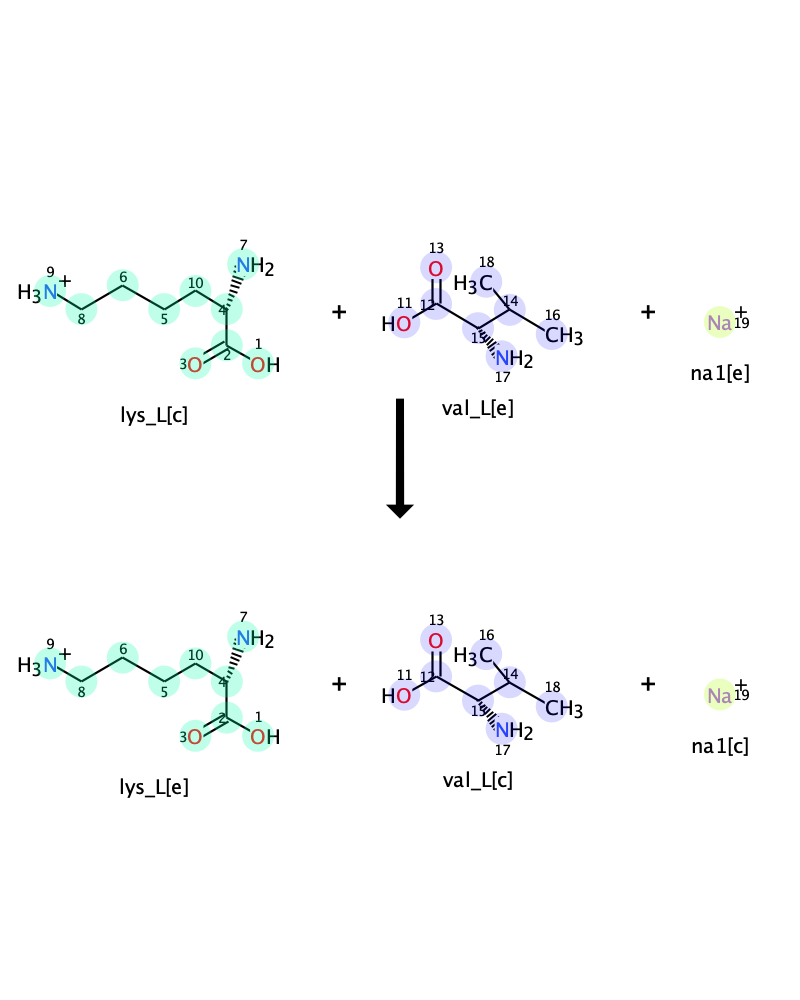 7
9
NH2
+
6
10
H3N
8
5
4
1
3
O
2
OH
lys_L[c]
+
13
O
18
H3C
11
12
14
16
HO
15
CH3
NH2
17
val_L[e]
+
Na
+
19
na1[e]
7
9
NH2
+
6
10
H3N
8
5
4
1
2
3
O
OH
lys_L[e]
+
13
O
16
H3C
11
12
14
18
HO
15
CH3
NH2
17
val_L[c]
+
Na
+
19
na1[c]